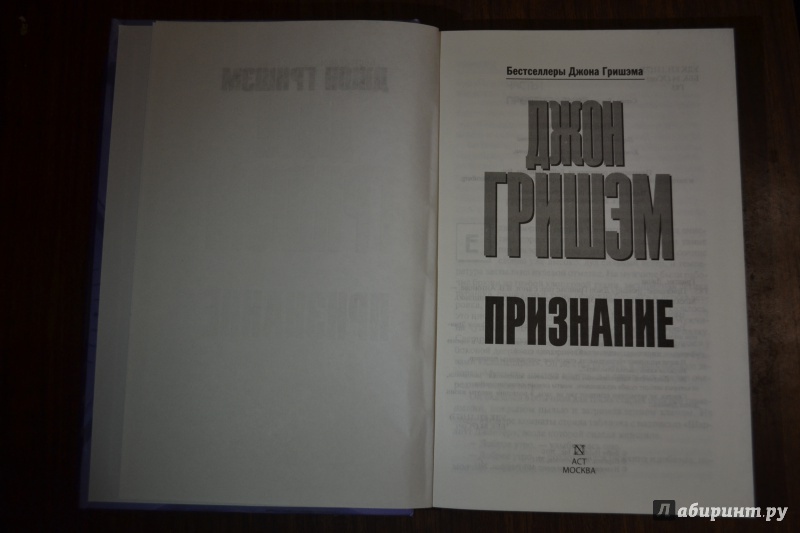 Бестселлеры Джона Гришэма
ДЖОН
ГРИШЭМ
ПРИЗНАНИЕ
АСТ
МОСКВА
Лабиринт.ру